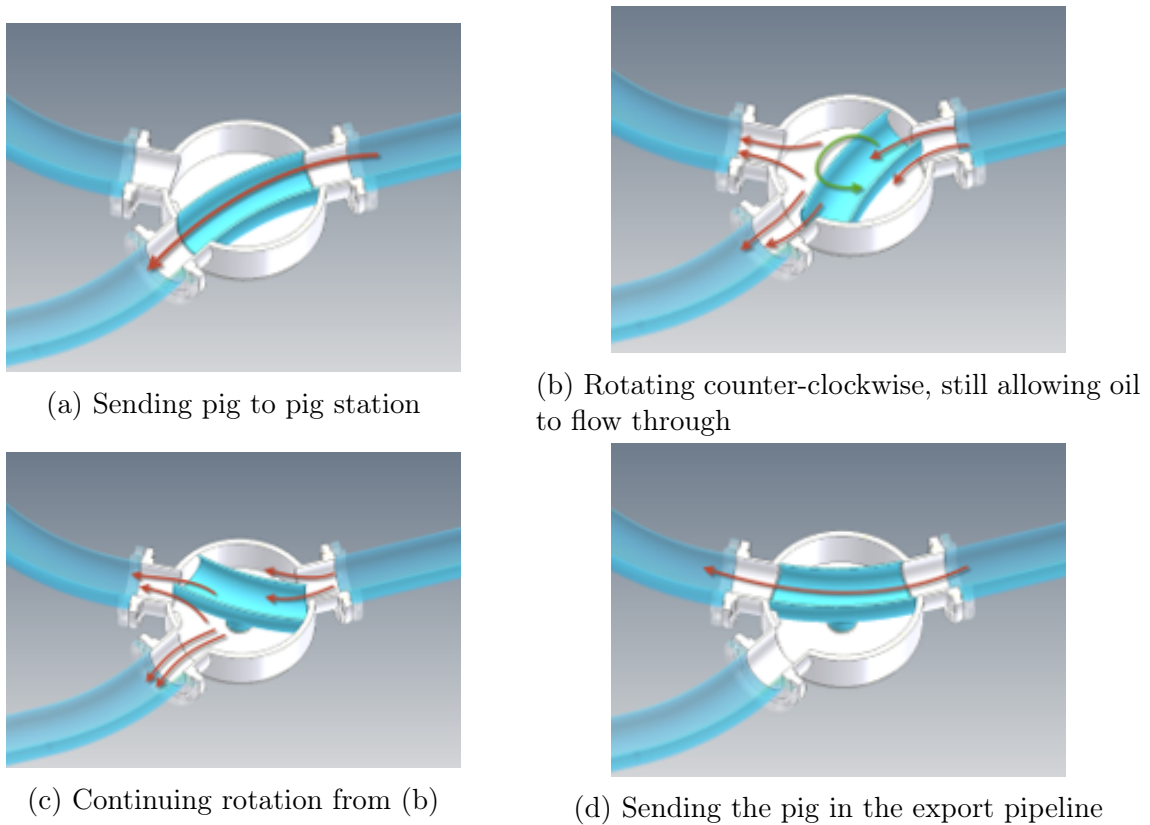 (a) Sending pig to pig station
(b) Rotating counter-clockwise, still allowing oil
to flow through
(c) Continuing rotation from (b)
(d) Sending the pig in the export pipeline